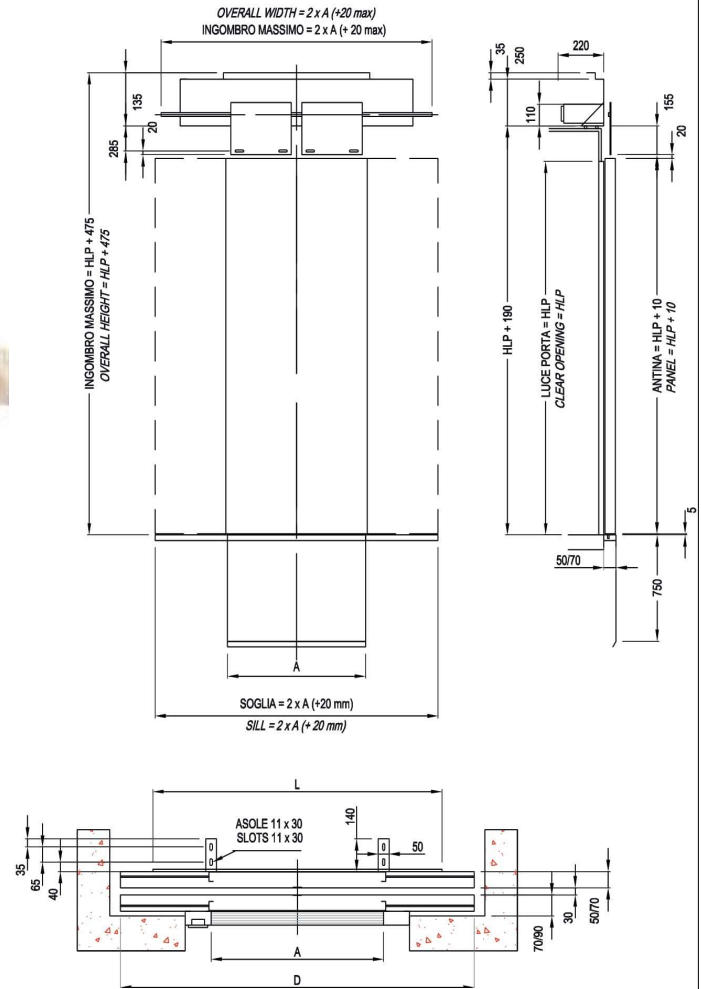 OVERALL WIDTH = 2 x A (+20 max)
INGOMBRO MASSIMO = 2 x A (+ 20 max)
35
250
220
135
20
285
110
155
20
INGOMBRO MASSIMO = HLP + 475
OVERALL HEIGHT = HLP + 475
HLP + 190
LUCE PORTA = HLP
CLEAR OPENING = HLP
ANTINA = HLP + 10
PANEL = HLP + 10
5
50/70
750
A
SOGLIA = 2 x A (+20 mm)
SILL = 2 x A (+ 20 mm)
L
ASOLE 11 x 30
SLOTS 11 x 30
140
50
35
65
40
50/70
30
70/90
A
D